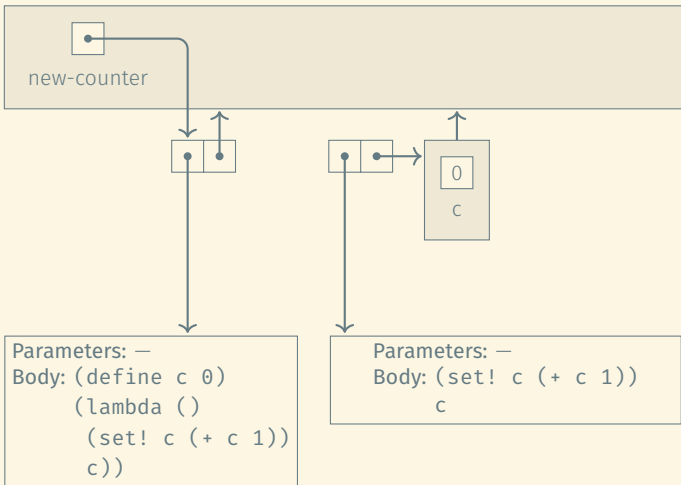 new-counter
0
c
Parameters: —
Body: (define c 0)
(lambda ()
(set! c (+ c 1))
c))
Parameters: —
Body: (set! c (+ c 1))
c